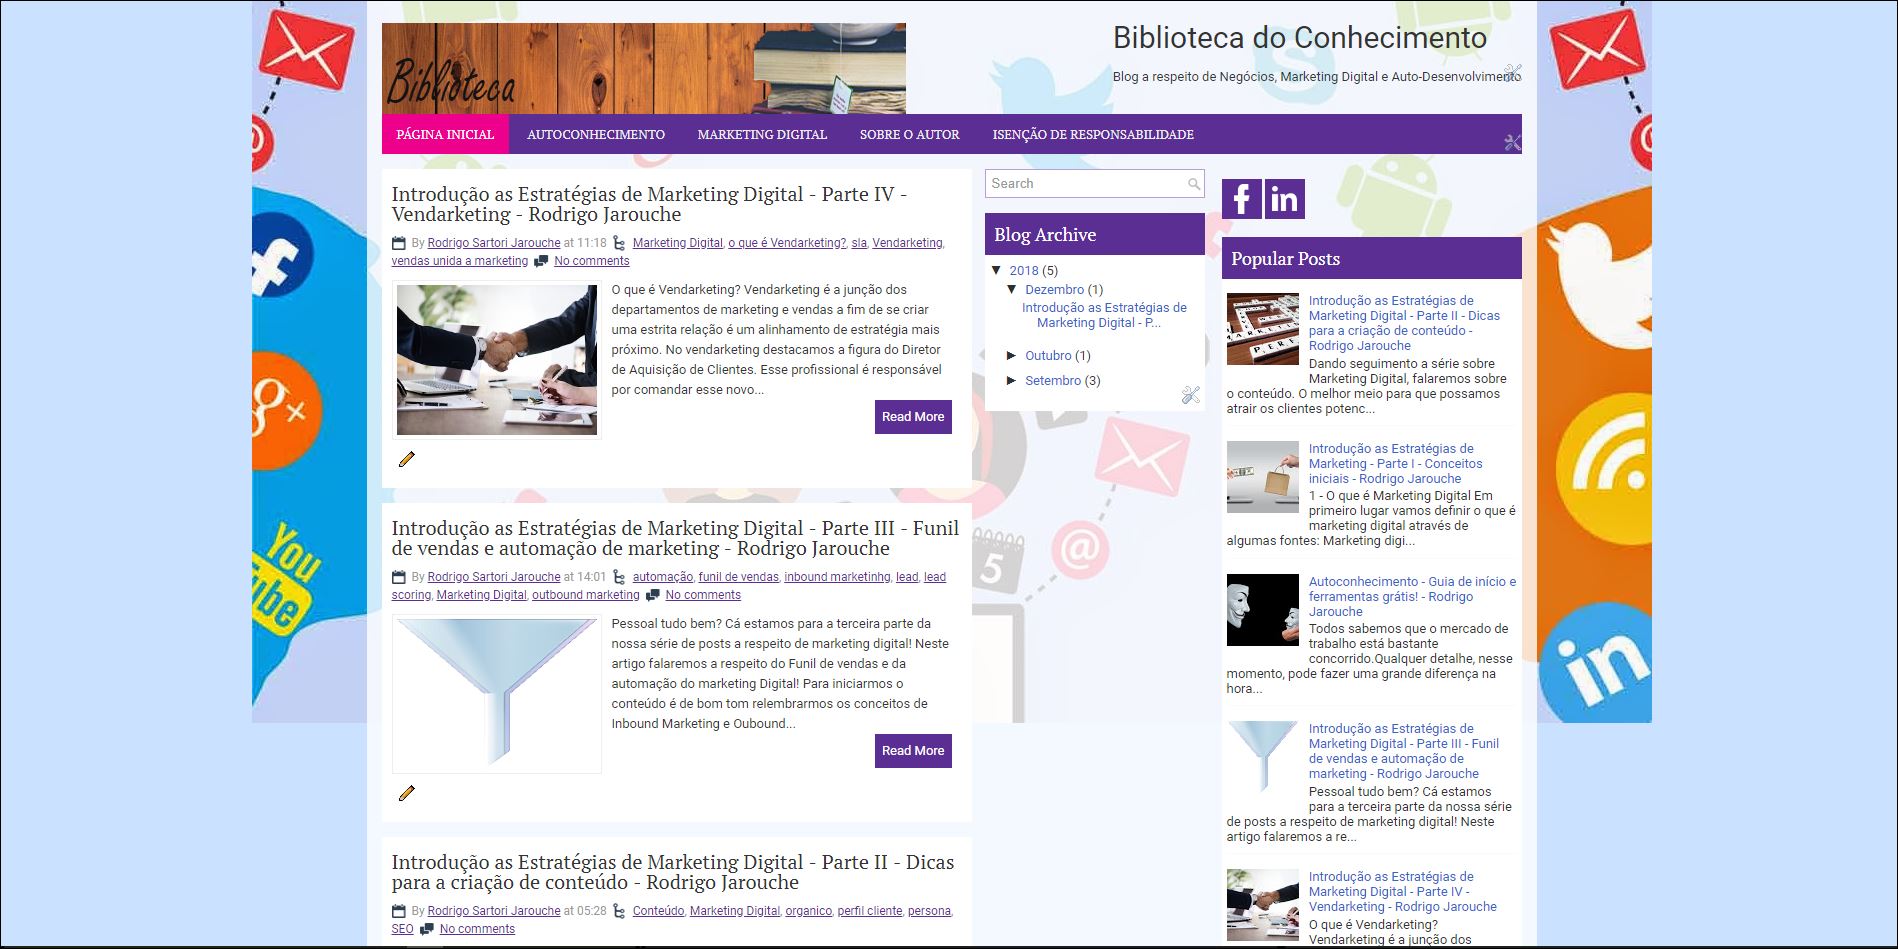 Biblioteca
Biblioteca do Conhecimento
Blog a respeito de Negócios, Marketing Digital e Auto-Desenvolvimento
PÁGINA INICIAL AUTOCONHECIMENTO MARKETING DIGITAL SOBRE O AUTOR ISENÇÃO DE RESPONSABILIDADE
Introdução as Estratégias de Marketing Digital - Parte IV -
Vendarketing - Rodrigo Jarouche
By Rodrigo Sartori Jarouche at 11:18 Marketing Digital, o que é Vendarketing?, sla, Vendarketing,
vendas unida a marketing No comments
O que é Vendarketing? Vendarketing é a junção dos
departamentos de marketing e vendas a fim de se criar
uma estrita relação é um alinhamento de estratégia mais
próximo. No vendarketing destacamos a figura do Diretor
de Aquisição de Clientes. Esse profissional é responsável
por comandar esse novo...
Read More
Introdução as Estratégias de Marketing Digital - Parte III - Funil
de vendas e automação de marketing - Rodrigo Jarouche
By Rodrigo Sartori Jarouche at 14:01 automação, funil de vendas, inbound marketinhg, lead, lead
scoring, Marketing Digital, outbound marketing No comments
Pessoal tudo bem? Cá estamos para a terceira parte da
nossa série de posts a respeito de marketing digital! Neste
artigo falaremos a respeito do Funil de vendas e da
automação do marketing Digital! Para iniciarmos o
conteúdo é de bom tom relembrarmos os conceitos de
Inbound Marketing e Oubound...
Read More
Introdução as Estratégias de Marketing Digital - Parte II - Dicas
para a criação de conteúdo - Rodrigo Jarouche
By Rodrigo Sartori Jarouche at 05:28 Conteúdo, Marketing Digital, organico, perfil cliente, persona,
SEO No comments
Search
Blog Archive
▼ 2018 (5)
▼ Dezembro (1)
Introdução as Estratégias de
Marketing Digital - P...
► Outubro (1)
► Setembro (3)
f in
Popular Posts
Introdução as Estratégias de
Marketing Digital - Parte II - Dicas
para a criação de conteúdo -
Rodrigo Jarouche
Dando seguimento a série sobre
Marketing Digital, falaremos sobre
o conteúdo. O melhor meio para que possamos
atrair os clientes potenc...
Introdução as Estratégias de
Marketing - Parte I - Conceitos
iniciais - Rodrigo Jarouche
1 - O que é Marketing Digital Em
primeiro lugar vamos definir o que é
marketing digital através de
algumas fontes: Marketing digi...
Autoconhecimento - Guia de início e
ferramentas grátis! - Rodrigo
Jarouche
Todos sabemos que o mercado de
trabalho está bastante
concorrido.Qualquer detalhe, nesse
momento, pode fazer uma grande diferença na
hora...
Introdução as Estratégias de
Marketing Digital - Parte III - Funil
de vendas e automação de
marketing - Rodrigo Jarouche
Pessoal tudo bem? Cá estamos
para a terceira parte da nossa série
de posts a respeito de marketing digital! Neste
artigo falaremos a re...
Introdução as Estratégias de
Marketing Digital - Parte IV -
Vendarketing - Rodrigo Jarouche
O que é Vendarketing?
Vendarketing é a junção dos
@
f
g+
You
Tube
@
5
in